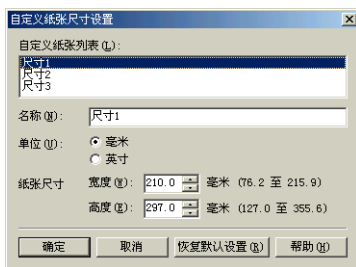 自定义纸张尺寸设置
自定义纸张列表(L):
尺寸1
尺寸2
尺寸3
名称(N): 尺寸1
单位(U): 毫米
英寸
纸张尺寸 宽度(W): 210.0 毫米 (76.2 至 215.9)
高度(E): 297.0 毫米 (127.0 至 355.6)
确定 取消 恢复默认设置(R) 帮助(H)